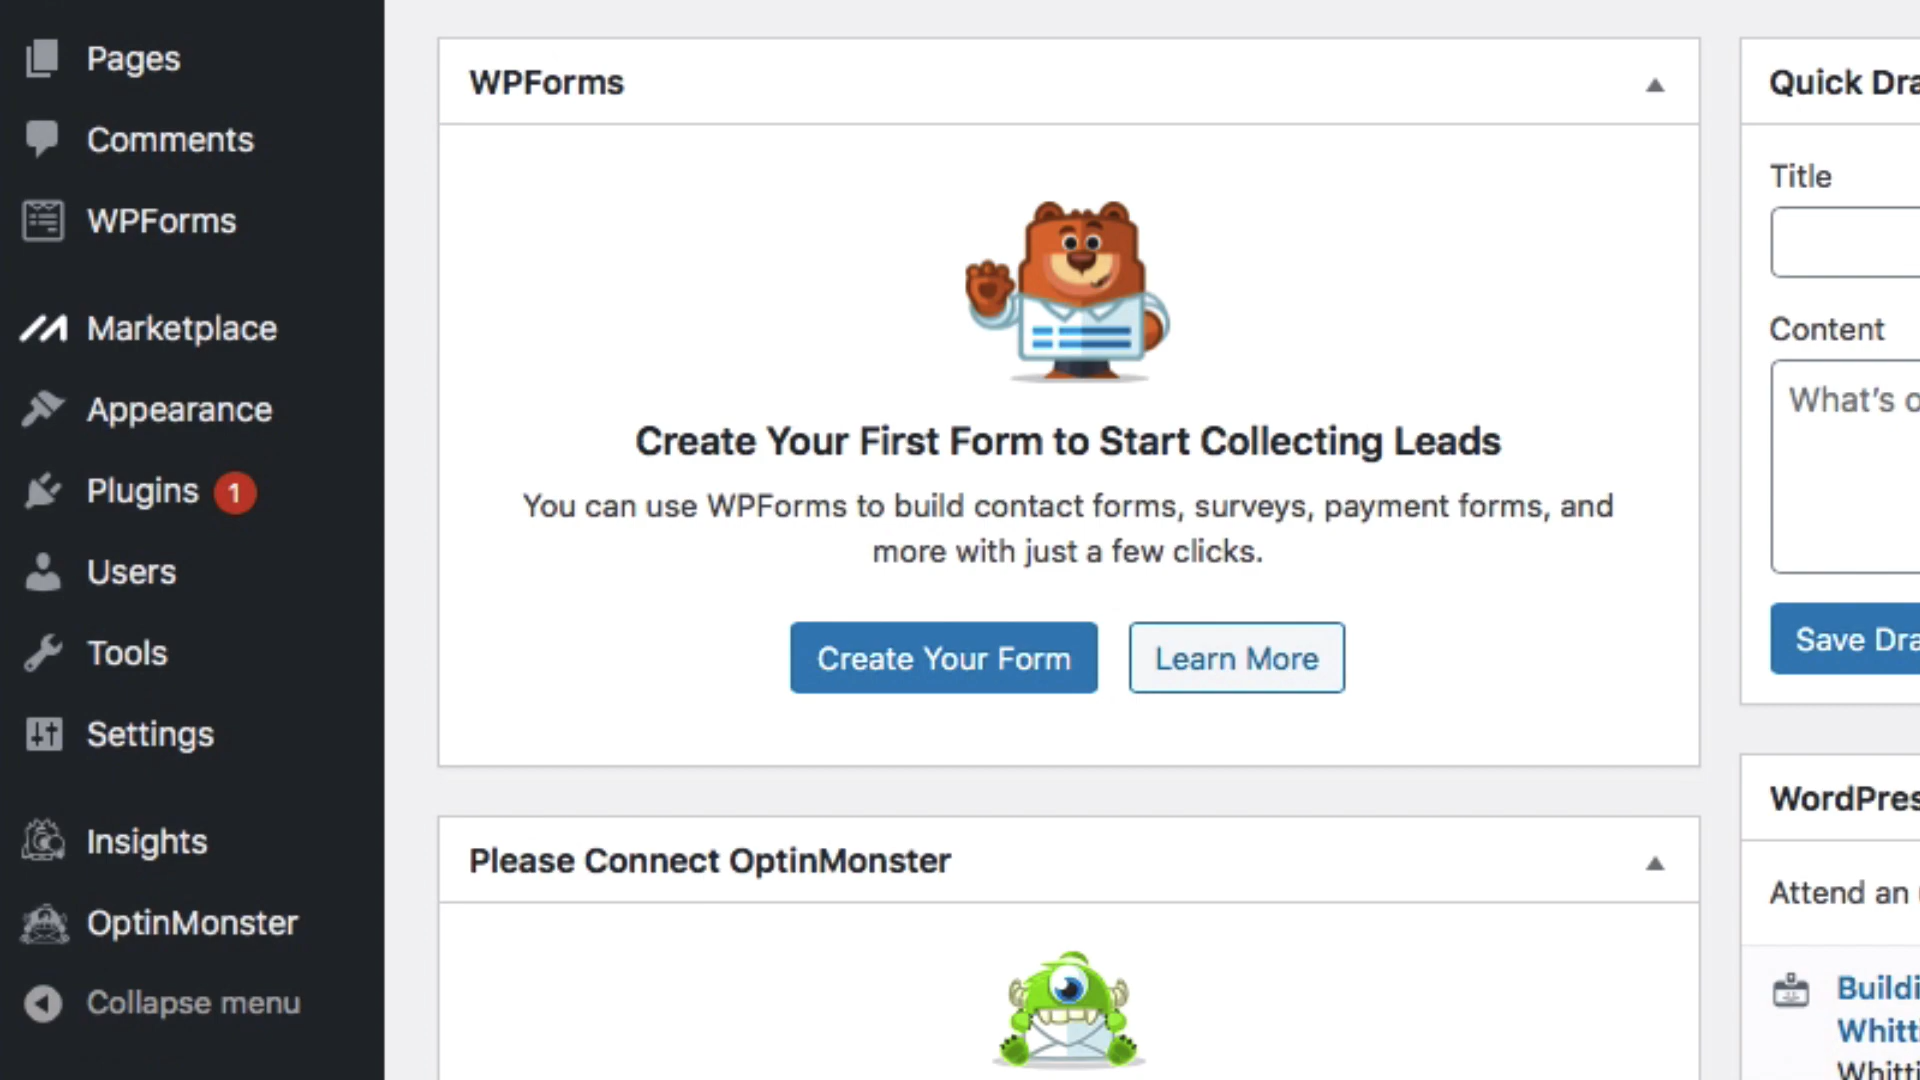 Pages
Comments
WPForms
Marketplace
Appearance
Plugins 1
Users
Tools
Settings
Insights
OptinMonster
Collapse menu
WPForms
Create Your First Form to Start Collecting Leads
You can use WPForms to build contact forms, surveys, payment forms, and
more with just a few clicks.
Create Your Form
Learn More
Please Connect OptinMonster
Quick Dra
Title
Content
What's o
Save Dra
WordPres
Attend an
Buildi
Whitti
Whitti